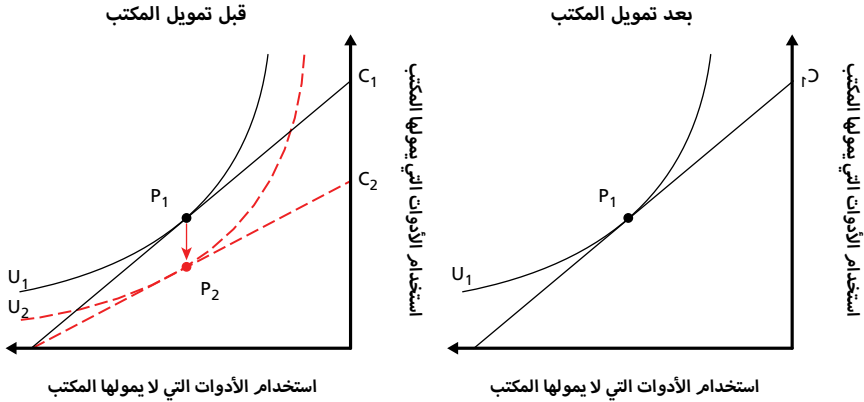 بعد تمويل المكتب
C1
P1
U1
استخدام الأدوات التي يمولها المكتب
استخدام الأدوات التي لا يمولها المكتب
قبل تمويل المكتب
C1
C2
P1
P2
U1
U2
استخدام الأدوات التي يمولها المكتب
استخدام الأدوات التي لا يمولها المكتب